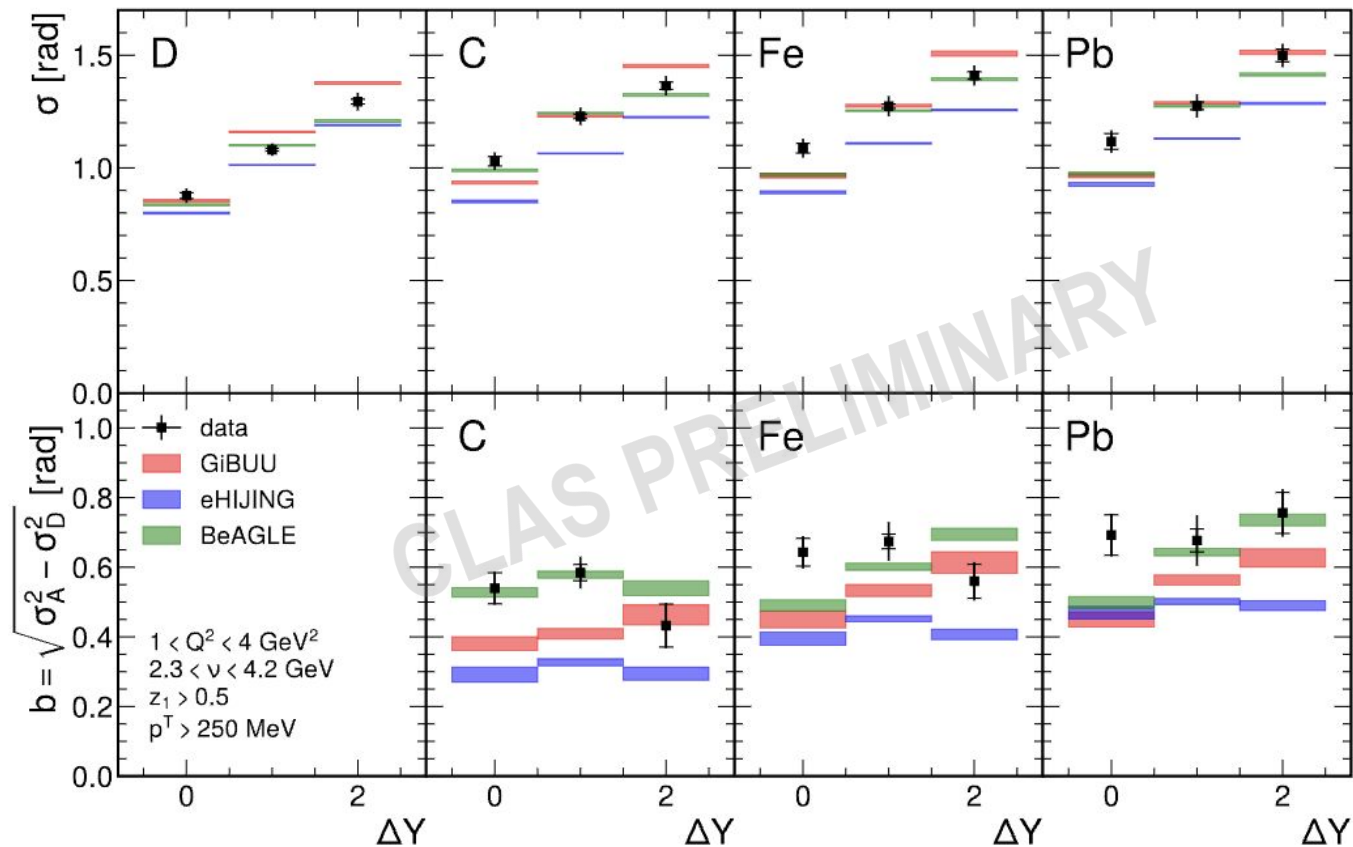 σ [rad]
1.5
1.0
0.5
0.0
D
C
Fe
Pb
CLAS PRELIMINARY
b = √σ²_A − σ²_D [rad]
1.0
0.8
0.6
0.4
0.2
0.0
data
GiBUU
eHIJING
BeAGLE
1 < Q² < 4 GeV²
2.3 < ν < 4.2 GeV
z₁ > 0.5
pᵀ > 250 MeV
C
Fe
Pb
0 2 0 2 0 2 0 2
ΔY ΔY ΔY ΔY